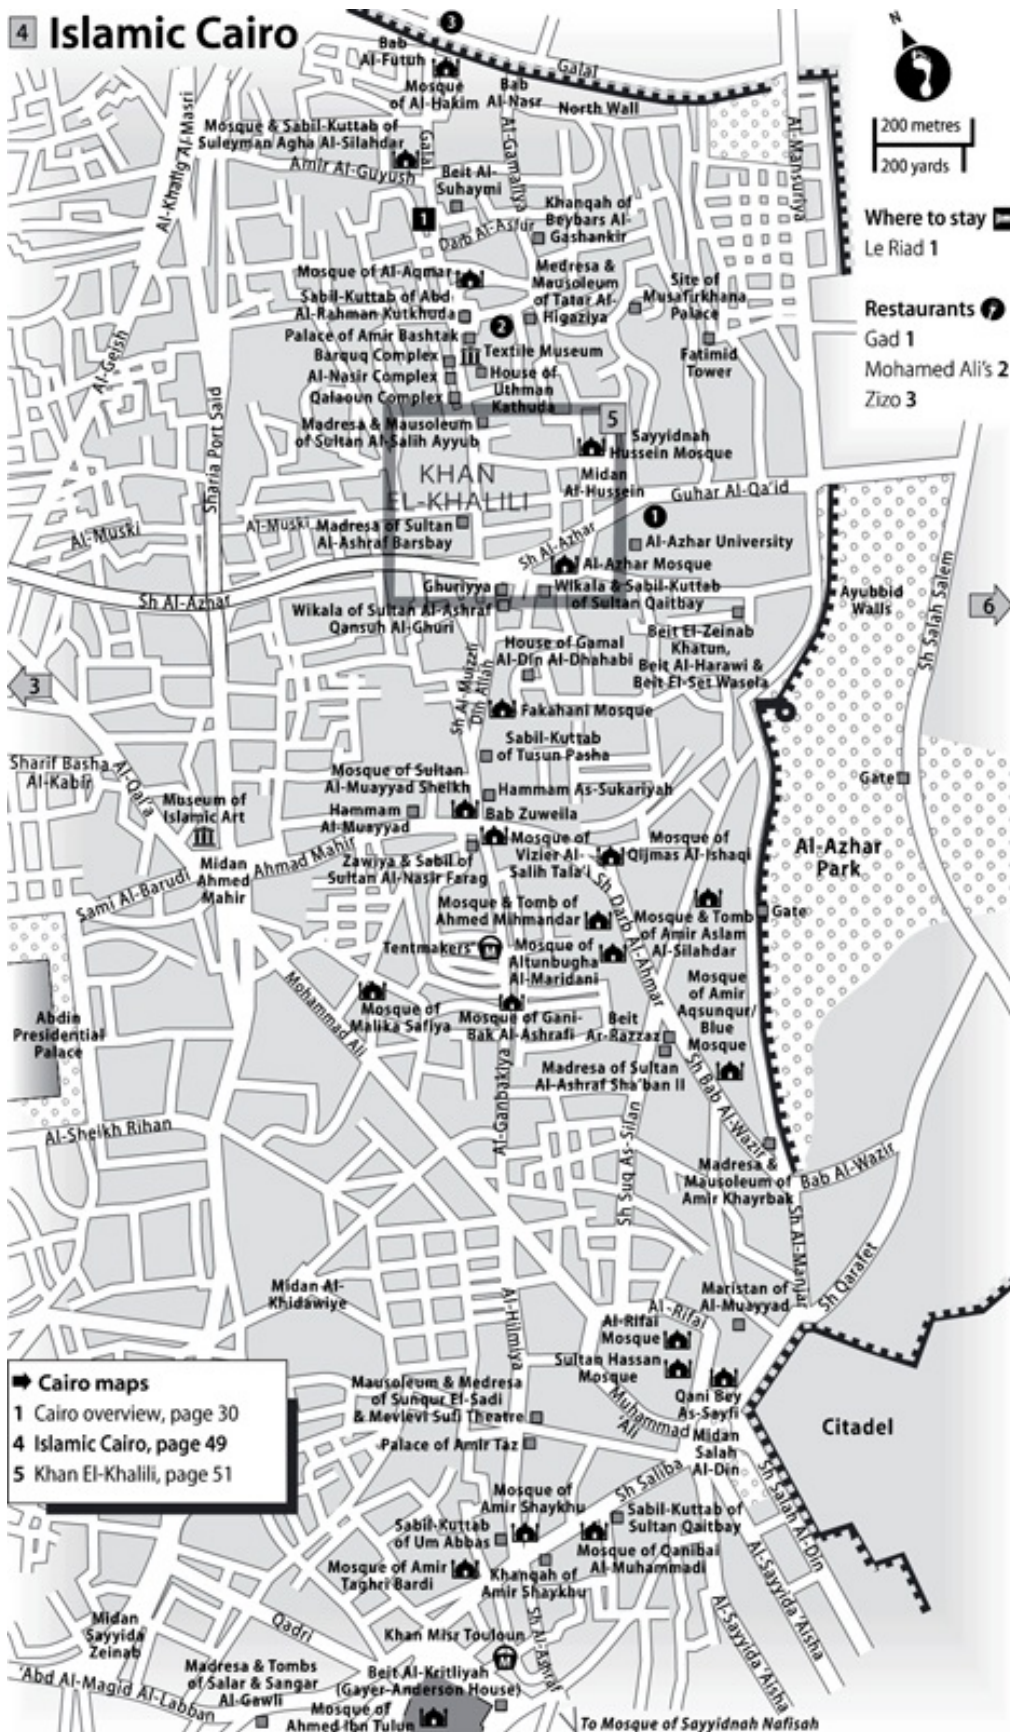 4 Islamic Cairo
3
Bab
Al-Futuh
Galal
Mosque
of Al-Hakim
Bab
Al-Nasr
North Wall
N
200 metres
200 yards
Where to stay
Le Riad 1
Restaurants
Gad 1
Mohamed Ali's 2
Zizo 3
Al-Khalig Al-Masri
Mosque & Sabil-Kuttab of
Suleyman Agha Al-Silahdar
Galal
Al-Gamaliya
Al-Mansuriya
Amir Al-Guyush
Beit Al-
Suhaymi
1
Darb Al-Asfur
Khanqah of
Beybars Al-
Gashankir
Mosque of Al-Aqmar
Medresa &
Mausoleum
of Tatar Al-
Higaziya
Site of
Musafirkhana
Palace
Sabil-Kuttab of Abd
Al-Rahman Kutkhuda
2
Palace of Amir Bashtak
Textile Museum
Fatimid
Tower
Barquq Complex
Al-Nasir Complex
House of
Uthman
Kathuda
Qalaoun Complex
Al-Geish
Sharia Port Said
5
Madresa & Mausoleum
of Sultan Al-Salih Ayyub
Sayyidnah
Hussein Mosque
KHAN
EL-KHALILI
Midan
Al-Hussein
Guhar Al-Qa'id
Al-Muski
Al-Muski
Madresa of Sultan
Al-Ashraf Barsbay
1
Sh Al-Azhar
Al-Azhar University
Al-Azhar Mosque
Sh Al-Azhar
Ghuriyya
Wikala & Sabil-Kuttab
of Sultan Qaitbay
Ayubbid
Walls
Sh Salah Salem
6
Wikala of Sultan Al-Ashraf
Qansuh Al-Ghuri
Beit El-Zeinab
Khatun,
Beit Al-Harawi &
Beit El-Set Wasela
House of Gamal
Al-Din Al-Dhahabi
3
Sh Al-Muizzli
Din Allah
Fakahani Mosque
Sabil-Kuttab
of Tusun Pasha
Sharif Basha
Al-Kabir
Al-Qal'a
Gate
Mosque of Sultan
Al-Muayyad Sheikh
Hammam As-Sukariyah
Museum of
Islamic Art
Hammam
Al-Muayyad
Bab Zuweila
Midan
Ahmed
Mahir
Ahmad Mahir
Sami Al-Barudi
Zawiya & Sabil of
Sultan Al-Nasir Farag
Mosque of
Vizier Al-
Salih Tala'i
Mosque of
Qijmas Al-Ishaqi
Al-Azhar
Park
Sh Darb Al-Ahmar
Mosque & Tomb of
Ahmed Mihmandar
Mosque & Tomb
of Amir Aslam
Al-Silahdar
Gate
Tentmakers'
M
Mosque of
Altunbugha
Al-Maridani
Mohammad Ali
Mosque of
Malika Safiya
Mosque of Gani-
Bak Al-Ashrafi
Beit
Ar-Razzaz
Mosque
of Amir
Aqsunqur/
Blue
Mosque
Abdin
Presidential
Palace
Madresa of Sultan
Al-Ashraf Sha'ban II
Al-Ganbakiya
Sh Suq As-Silan
Sh Bab Al-Wazir
Al-Sheikh Rihan
Madresa &
Mausoleum of
Amir Khayrbak
Bab Al-Wazir
Sh Al-Manjar
Sh Qarafet
Midan Al-
Khidawiye
Al-Hilmiya
Maristan of
Al-Muayyad
Al-Rifai
Al-Rifai
Mosque
Sultan Hassan
Mosque
Qani Bey
As-Sayfi
Muhammad
'Ali
Midan
Salah
Al-Din
Citadel
Cairo maps
1 Cairo overview, page 30
4 Islamic Cairo, page 49
5 Khan El-Khalili, page 51
Mausoleum & Medresa
of Sunqur El-Sadi
& Mevlevi Sufi Theatre
Palace of Amir Taz
Sh Saliba
Sh Salah Al-Din
Mosque of
Amir Shaykhu
Sabil-Kuttab of
Sultan Qaitbay
Sabil-Kuttab
of Um Abbas
Mosque of Qanibai
Al-Muhammadi
Mosque of Amir
Taghri Bardi
Khanqah of
Amir Shaykhu
Al-Sayyida 'Aisha
Al-Sayyida 'Aisha
Midan
Sayyida
Zeinab
Qadri
Khan Misr Touloun
M
Sh Al-Ashraf
'Abd Al-Magid Al-Labban
Madresa & Tombs
of Salar & Sangar
Al-Gawli
Beit Al-Kritliyah
(Gayer-Anderson House)
Mosque of
Ahmed Ibn Tulun
To Mosque of Sayyidnah Nafisah